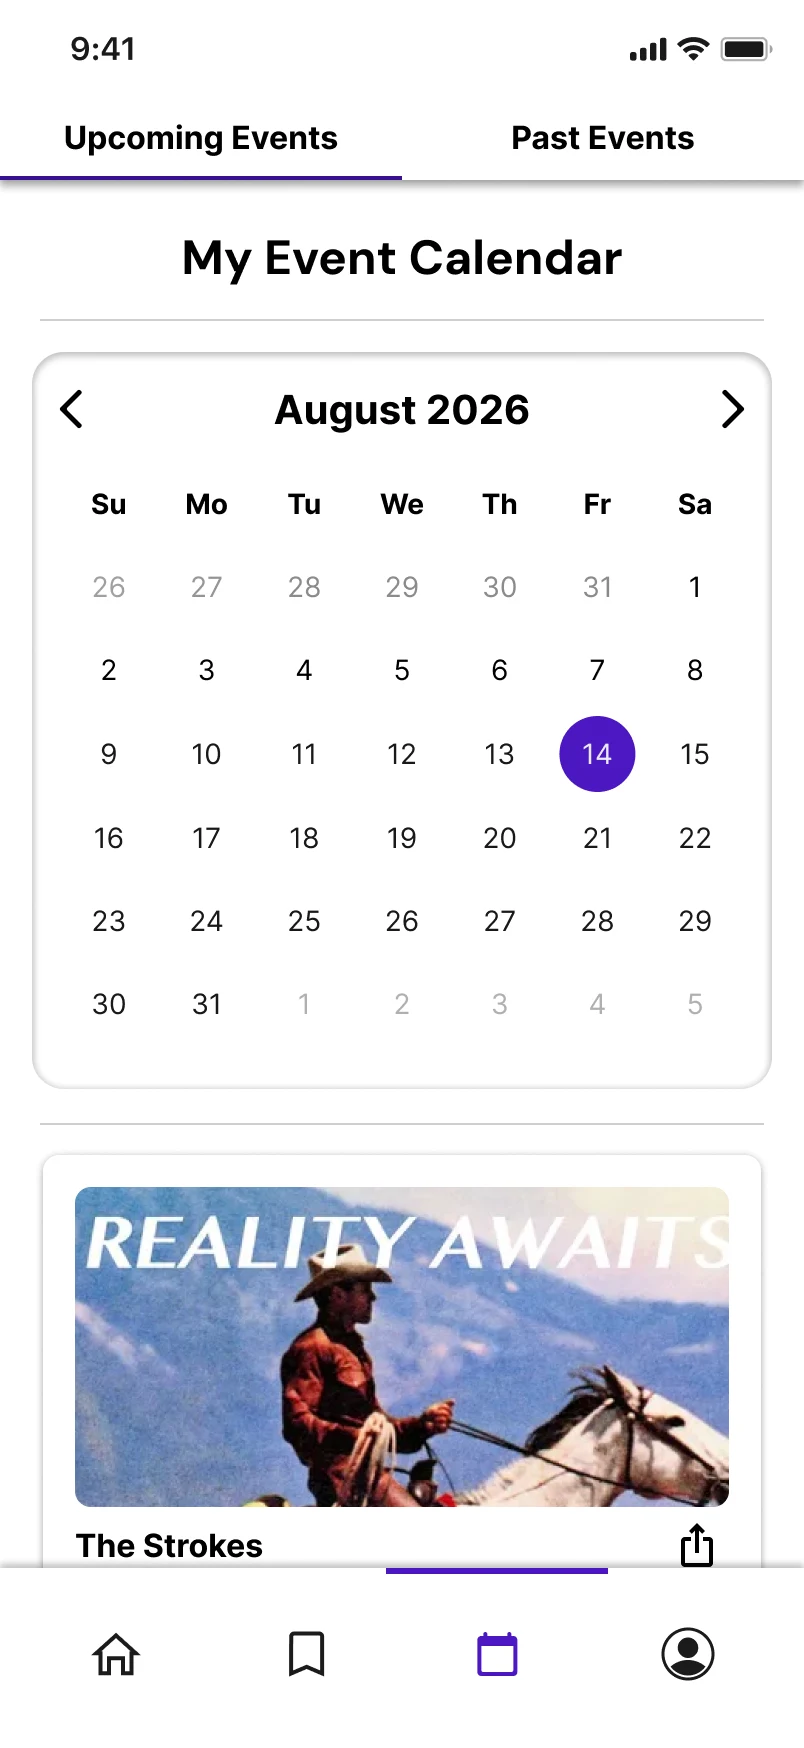 9:41
Upcoming Events Past Events
My Event Calendar
August 2026
Su Mo Tu We Th Fr Sa
26 27 28 29 30 31 1
2 3 4 5 6 7 8
9 10 11 12 13 14 15
16 17 18 19 20 21 22
23 24 25 26 27 28 29
30 31 1 2 3 4 5
REALITY AWAITS
The Strokes